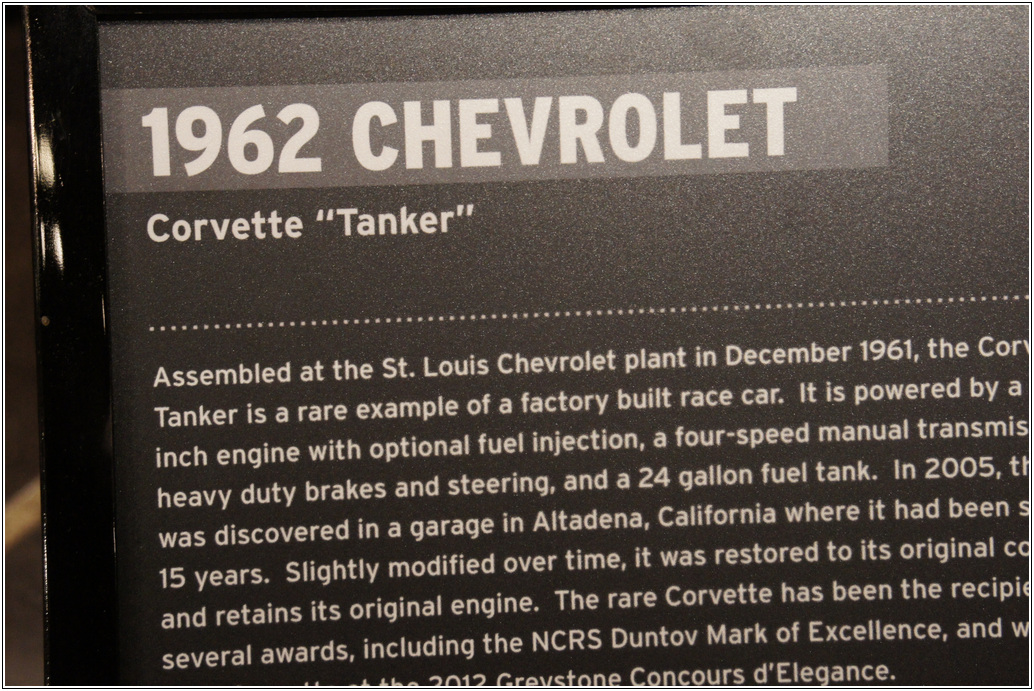 1962 CHEVROLET
Corvette “Tanker”
Assembled at the St. Louis Chevrolet plant in December 1961, the
Tanker is a rare example of a factory built race car. It is powered by a
inch engine with optional fuel injection, a four-speed manual
heavy duty brakes and steering, and a 24 gallon fuel tank. In 2005,
was discovered in a garage in Altadena, California where it had been
15 years. Slightly modified over time, it was restored to its original
and retains its original engine. The rare Corvette has been the
several awards, including the NCRS Duntov Mark of Excellence, and
at the 2012 Greystone Concours d’Elegance.